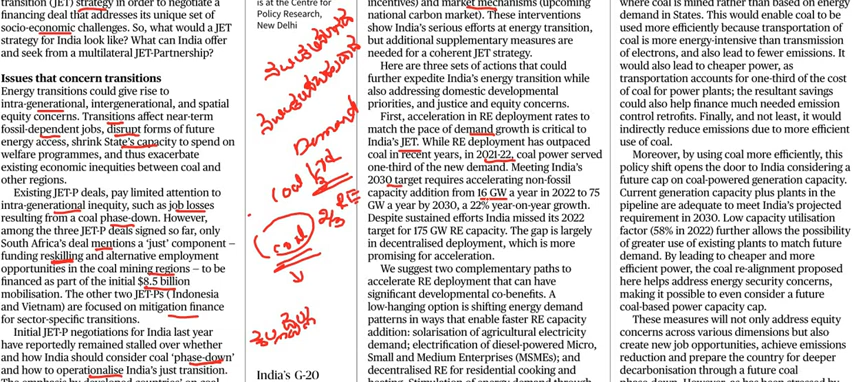 transition (JET) strategy in order to negotiate a
financing deal that addresses its unique set of
socio-economic challenges. So, what would a JET
strategy for India look like? What can India offer
and seek from a multilateral JET-Partnership?
Issues that concern transitions
Energy transitions could give rise to
intra-generational, intergenerational, and spatial
equity concerns. Transitions affect near-term
fossil-dependent jobs, disrupt forms of future
energy access, shrink State's capacity to spend on
welfare programmes, and thus exacerbate
existing economic inequities between coal and
other regions.
Existing JET-P deals, pay limited attention to
intra-generational inequity, such as job losses
resulting from a coal phase-down. However,
among the three JET-P deals signed so far, only
South Africa's deal mentions a 'just' component –
funding reskilling and alternative employment
opportunities in the coal mining regions – to be
financed as part of the initial $8.5 billion
mobilisation. The other two JET-Ps (Indonesia
and Vietnam) are focused on mitigation finance
for sector-specific transitions.
Initial JET-P negotiations for India last year
have reportedly remained stalled over whether
and how India should consider coal 'phase-down'
and how to operationalise India's just transition.
is at the Centre for
Policy Research,
New Delhi
Demand
Coal 1/3
2/3 RE
Coal
India's G-20
incentives) and market mechanisms (upcoming
national carbon market). These interventions
show India's serious efforts at energy transition,
but additional supplementary measures are
needed for a coherent JET strategy.
Here are three sets of actions that could
further expedite India's energy transition while
also addressing domestic developmental
priorities, and justice and equity concerns.
First, acceleration in RE deployment rates to
match the pace of demand growth is critical to
India's JET. While RE deployment has outpaced
coal in recent years, in 2021-22, coal power served
one-third of the new demand. Meeting India's
2030 target requires accelerating non-fossil
capacity addition from 16 GW a year in 2022 to 75
GW a year by 2030, a 22% year-on-year growth.
Despite sustained efforts India missed its 2022
target for 175 GW RE capacity. The gap is largely
in decentralised deployment, which is more
promising for acceleration.
We suggest two complementary paths to
accelerate RE deployment that can have
significant developmental co-benefits. A
low-hanging option is shifting energy demand
patterns in ways that enable faster RE capacity
addition: solarisation of agricultural electricity
demand; electrification of diesel-powered Micro,
Small and Medium Enterprises (MSMEs); and
decentralised RE for residential cooking and
where coal is mined rather than based on energy
demand in States. This would enable coal to be
used more efficiently because transportation of
coal is more energy-intensive than transmission
of electrons, and also lead to fewer emissions. It
would also lead to cheaper power, as
transportation accounts for one-third of the cost
of coal for power plants; the resultant savings
could also help finance much needed emission
control retrofits. Finally, and not least, it would
indirectly reduce emissions due to more efficient
use of coal.
Moreover, by using coal more efficiently, this
policy shift opens the door to India considering a
future cap on coal-powered generation capacity.
Current generation capacity plus plants in the
pipeline are adequate to meet India's projected
requirement in 2030. Low capacity utilisation
factor (58% in 2022) further allows the possibility
of greater use of existing plants to match future
demand. By leading to cheaper and more
efficient power, the coal re-alignment proposed
here helps address energy security concerns,
making it possible to even consider a future
coal-based power capacity cap.
These measures will not only address equity
concerns across various dimensions but also
create new job opportunities, achieve emissions
reduction and prepare the country for deeper
decarbonisation through a future coal